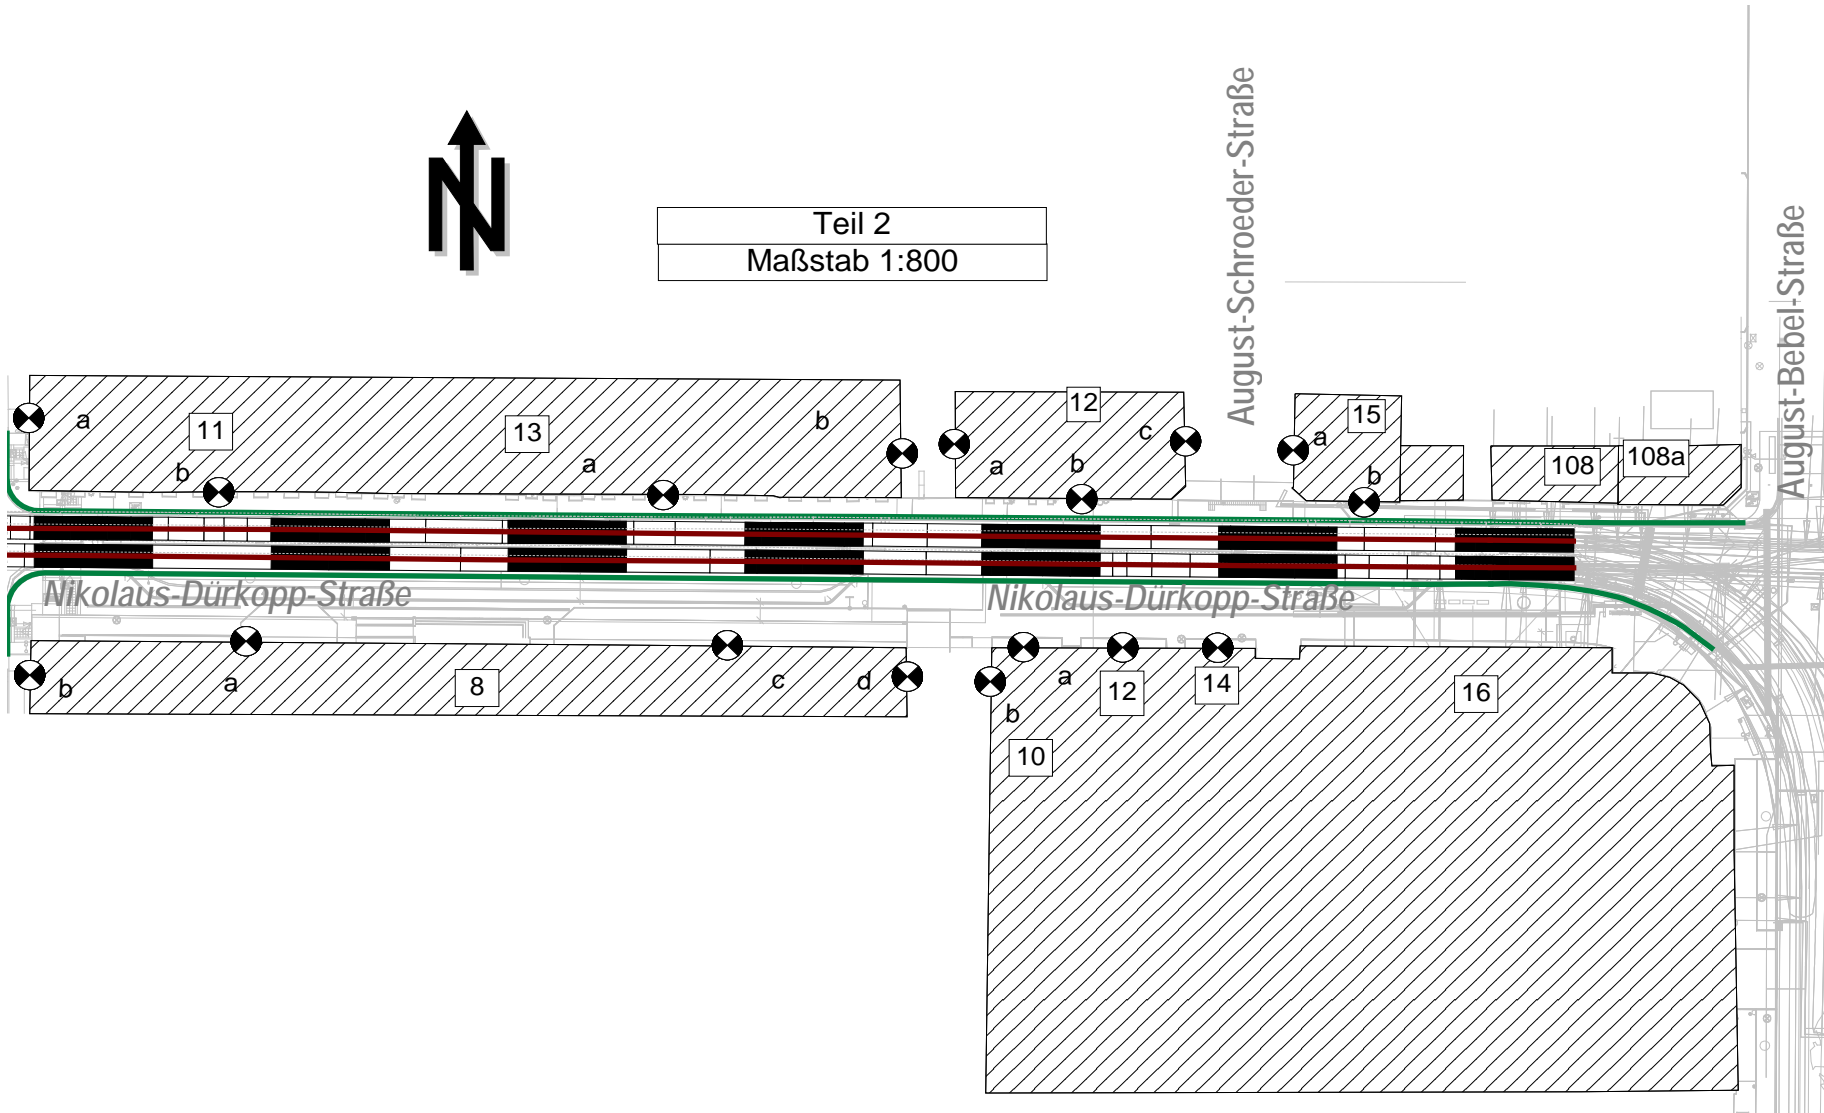 N
Teil 2
Maßstab 1:800
August-Schroeder-Straße
August-Bebel-Straße
a
11
b
13
a
b
12
a
b
c
15
a
b
108
108a
Nikolaus-Dürkopp-Straße
Nikolaus-Dürkopp-Straße
b
a
8
c
d
a
b
10
12
14
16